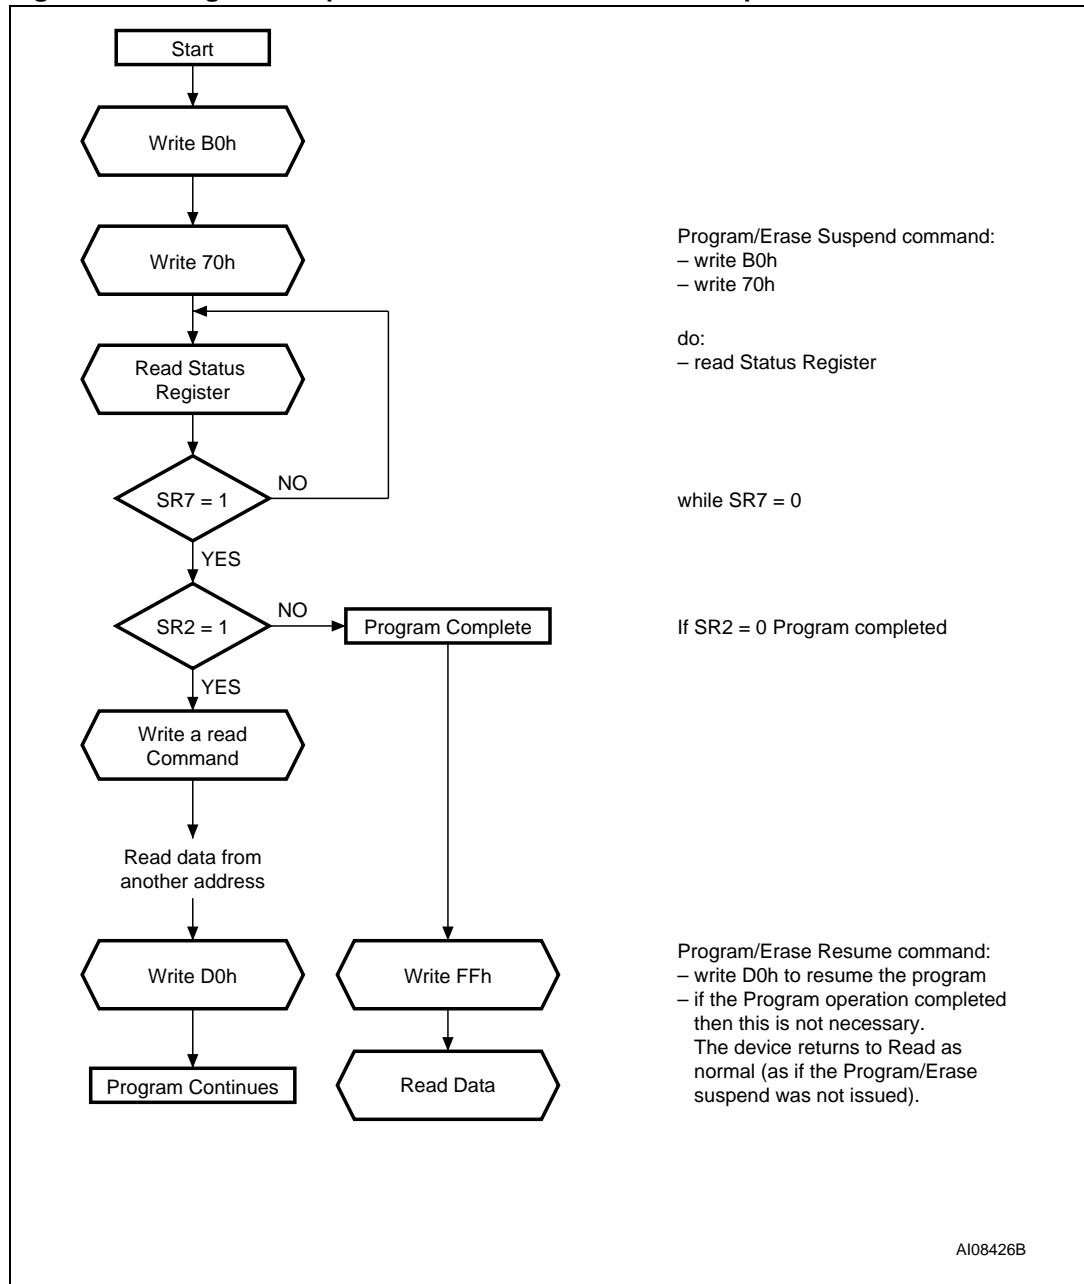 Start
Write B0h
Write 70h
Program/Erase Suspend command:
– write B0h
– write 70h
do:
– read Status Register
Read Status
Register
NO
SR7 = 1
while SR7 = 0
YES
NO
SR2 = 1
Program Complete
If SR2 = 0 Program completed
YES
Write a read
Command
Read data from
another address
Write D0h
Write FFh
Program/Erase Resume command:
– write D0h to resume the program
– if the Program operation completed
then this is not necessary.
The device returns to Read as
normal (as if the Program/Erase
suspend was not issued).
Program Continues
Read Data
AI08426B